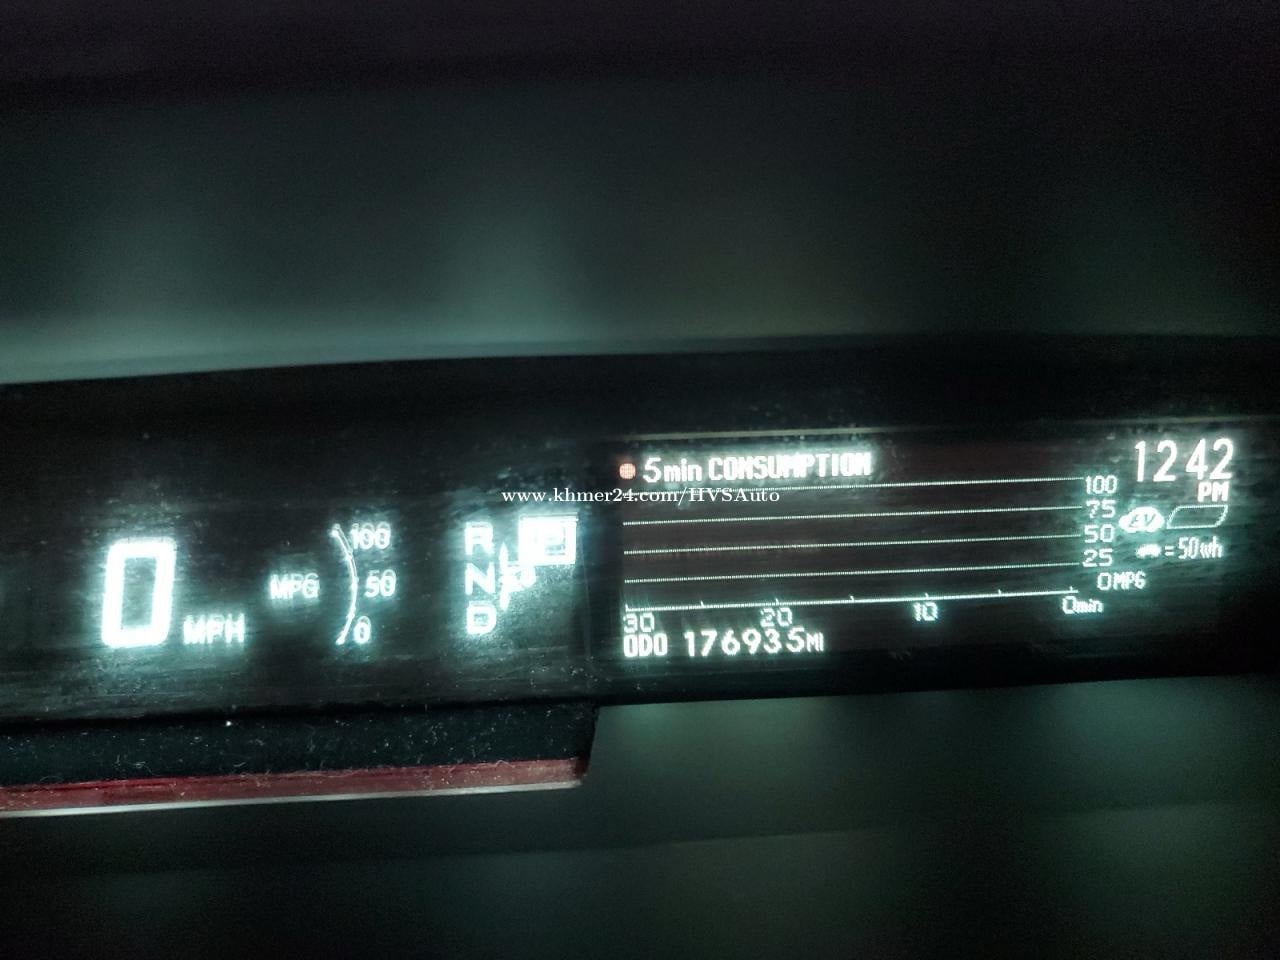 0 MPH
MPG
100
50
0
R
N
D
P
5min CONSUMPTION
www.khmer24.com/HVSAuto
12:42
PM
100
75
50
25
0MPG
EV
=50wh
30 20 10 0min
ODO 176935MI